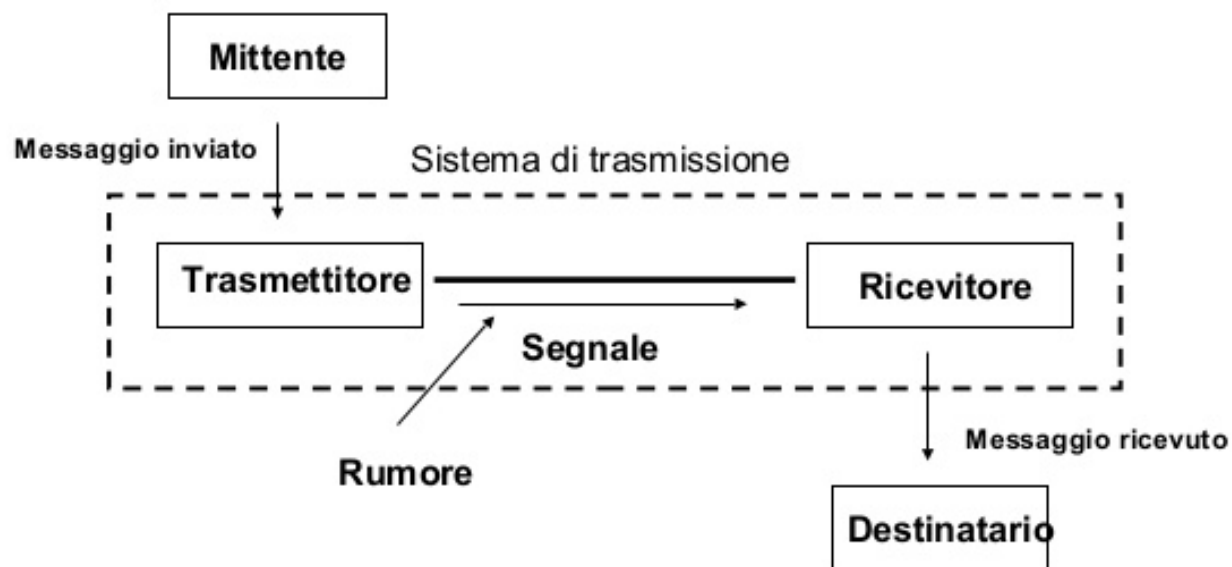 Mittente
Messaggio inviato
Sistema di trasmissione
Trasmettitore
Ricevitore
Segnale
Rumore
Messaggio ricevuto
Destinatario